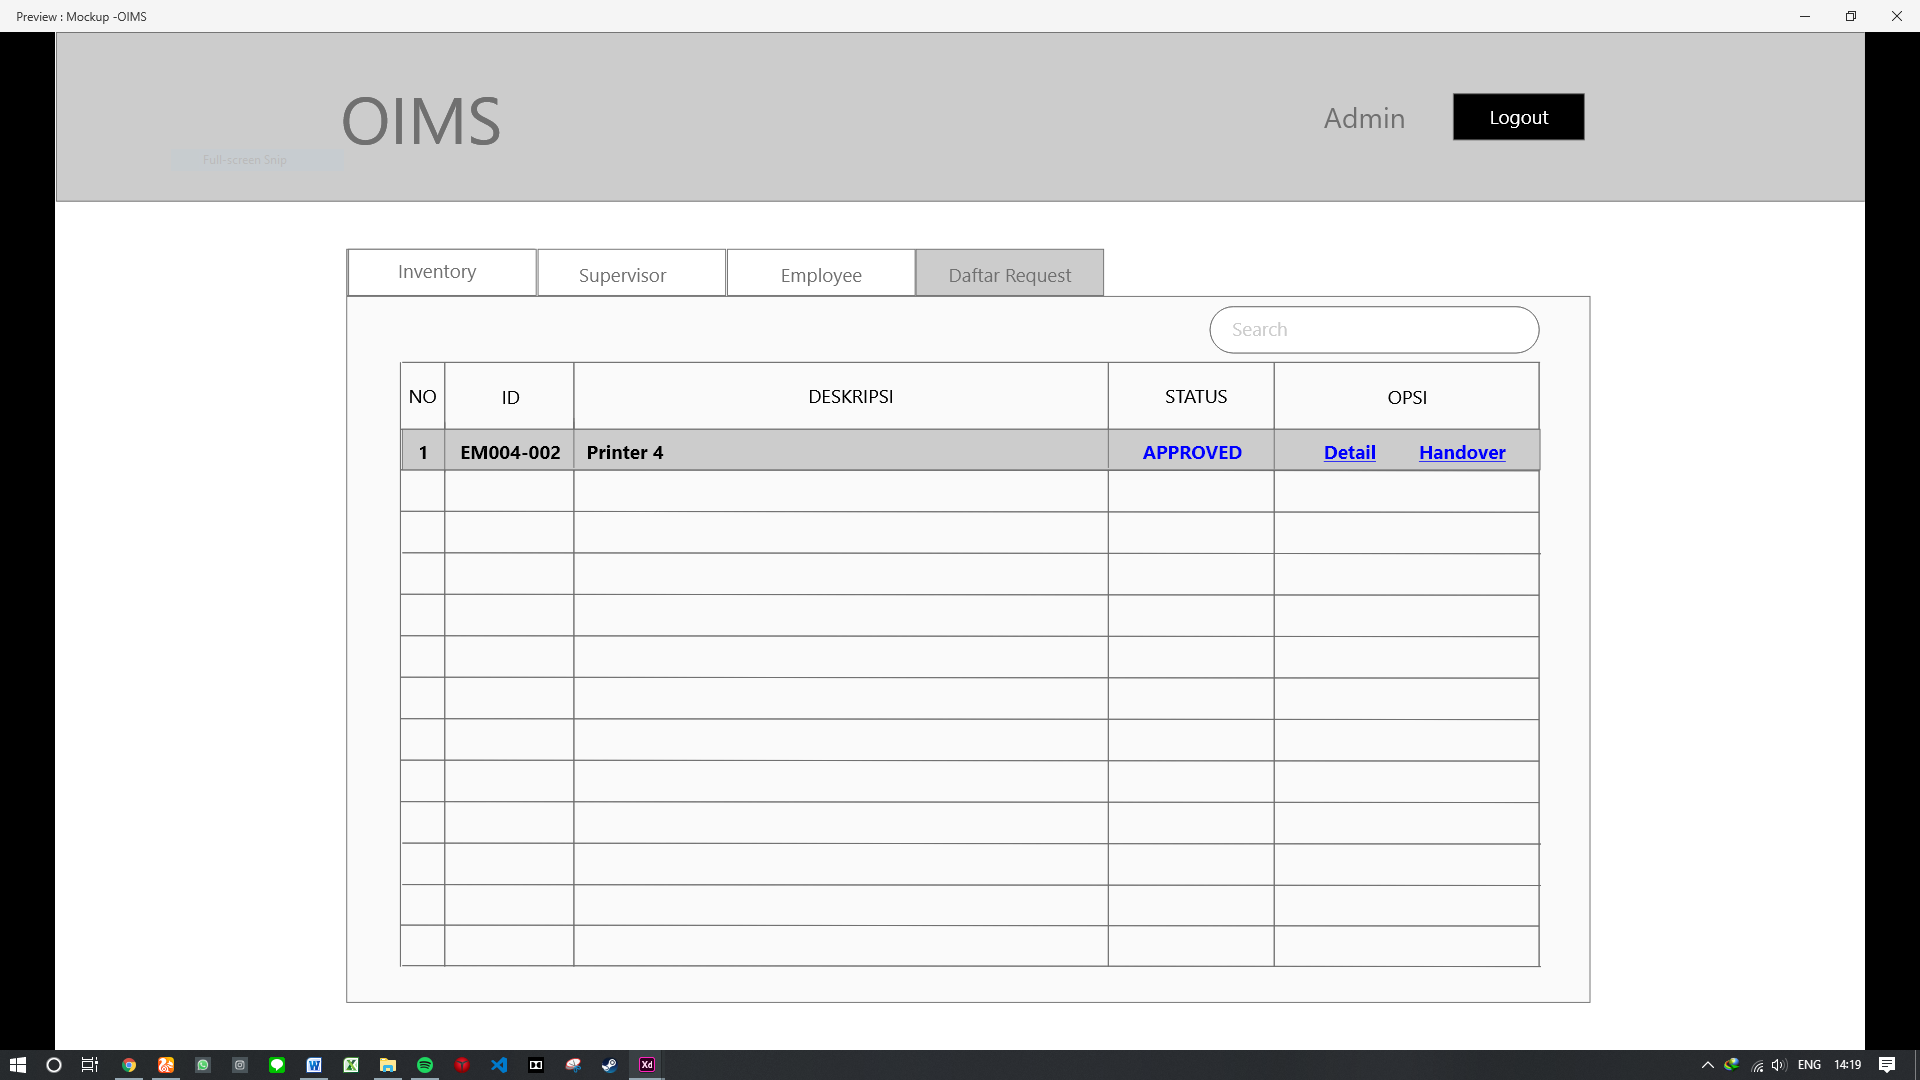 Preview : Mockup -OIMS
OIMS
Admin
Logout
Full-screen Snip
Inventory
Supervisor
Employee
Daftar Request
Search
NO
ID
DESKRIPSI
STATUS
OPSI
1
EM004-002
Printer 4
APPROVED
Detail
Handover
W
X
Xd
ENG
14:19